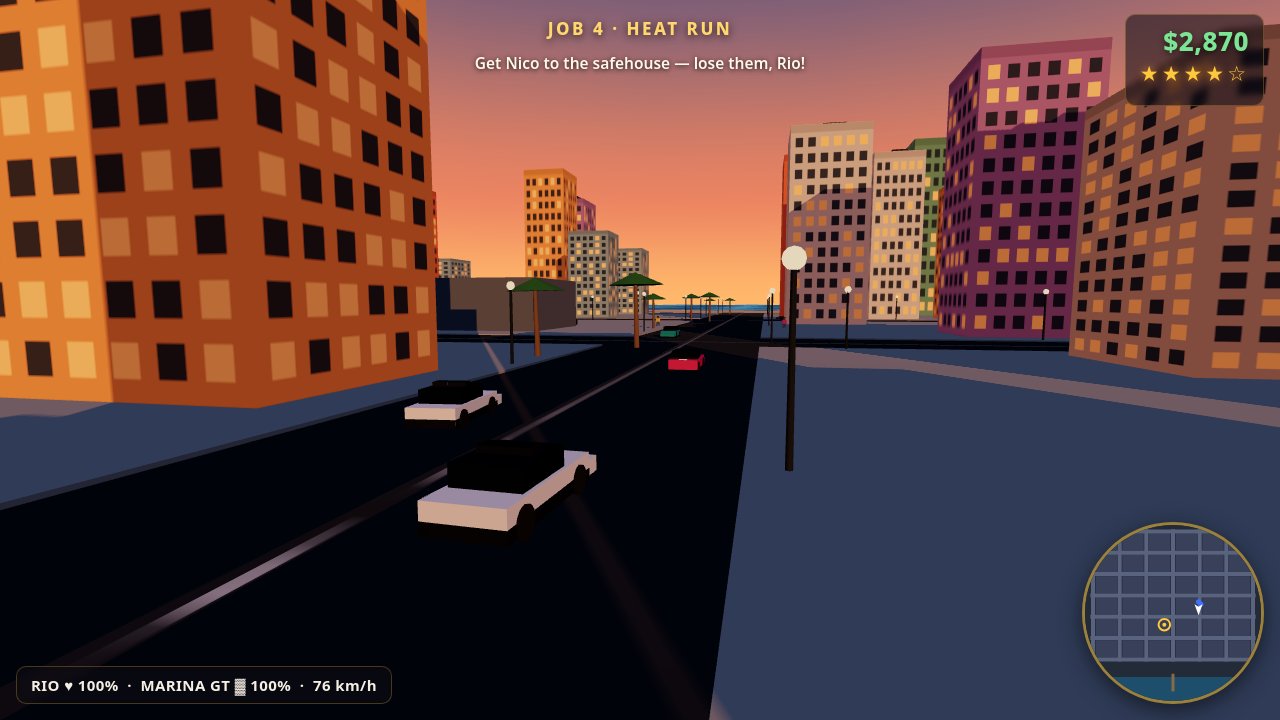 JOB 4 · HEAT RUN
Get Nico to the safehouse — lose them, Rio!
$2,870
★★★★☆
RIO ♥ 100% · MARINA GT ▓ 100% · 76 km/h